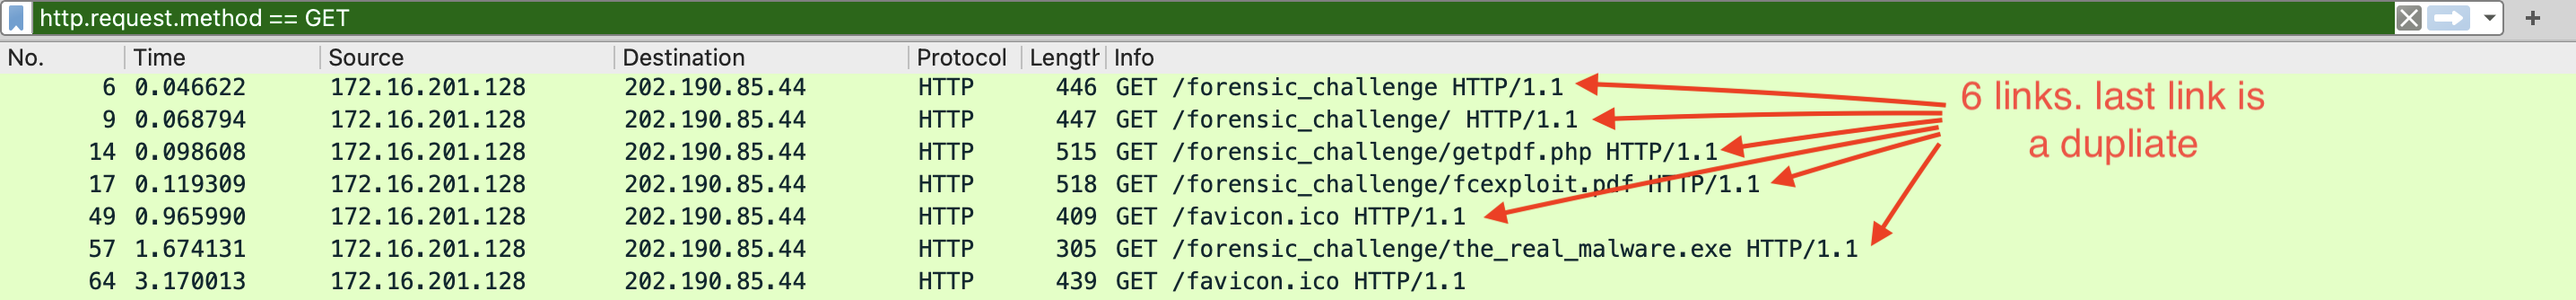 http.request.method == GET
No. Time Source Destination Protocol Length Info
6 0.046622 172.16.201.128 202.190.85.44 HTTP 446 GET /forensic_challenge HTTP/1.1
9 0.068794 172.16.201.128 202.190.85.44 HTTP 447 GET /forensic_challenge/ HTTP/1.1
14 0.098608 172.16.201.128 202.190.85.44 HTTP 515 GET /forensic_challenge/getpdf.php HTTP/1.1
17 0.119309 172.16.201.128 202.190.85.44 HTTP 518 GET /forensic_challenge/fcexploit.pdf HTTP/1.1
49 0.965990 172.16.201.128 202.190.85.44 HTTP 409 GET /favicon.ico HTTP/1.1
57 1.674131 172.16.201.128 202.190.85.44 HTTP 305 GET /forensic_challenge/the_real_malware.exe HTTP/1.1
64 3.170013 172.16.201.128 202.190.85.44 HTTP 439 GET /favicon.ico HTTP/1.1
6 links. last link is
a dupliate